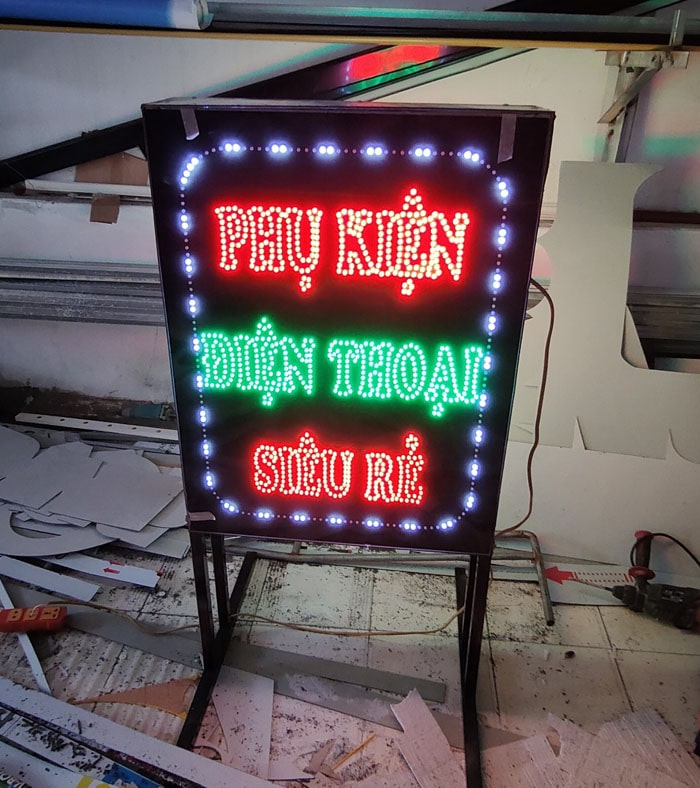 PHỤ KIỆN
ĐIỆN THOẠI
SIÊU RẺ